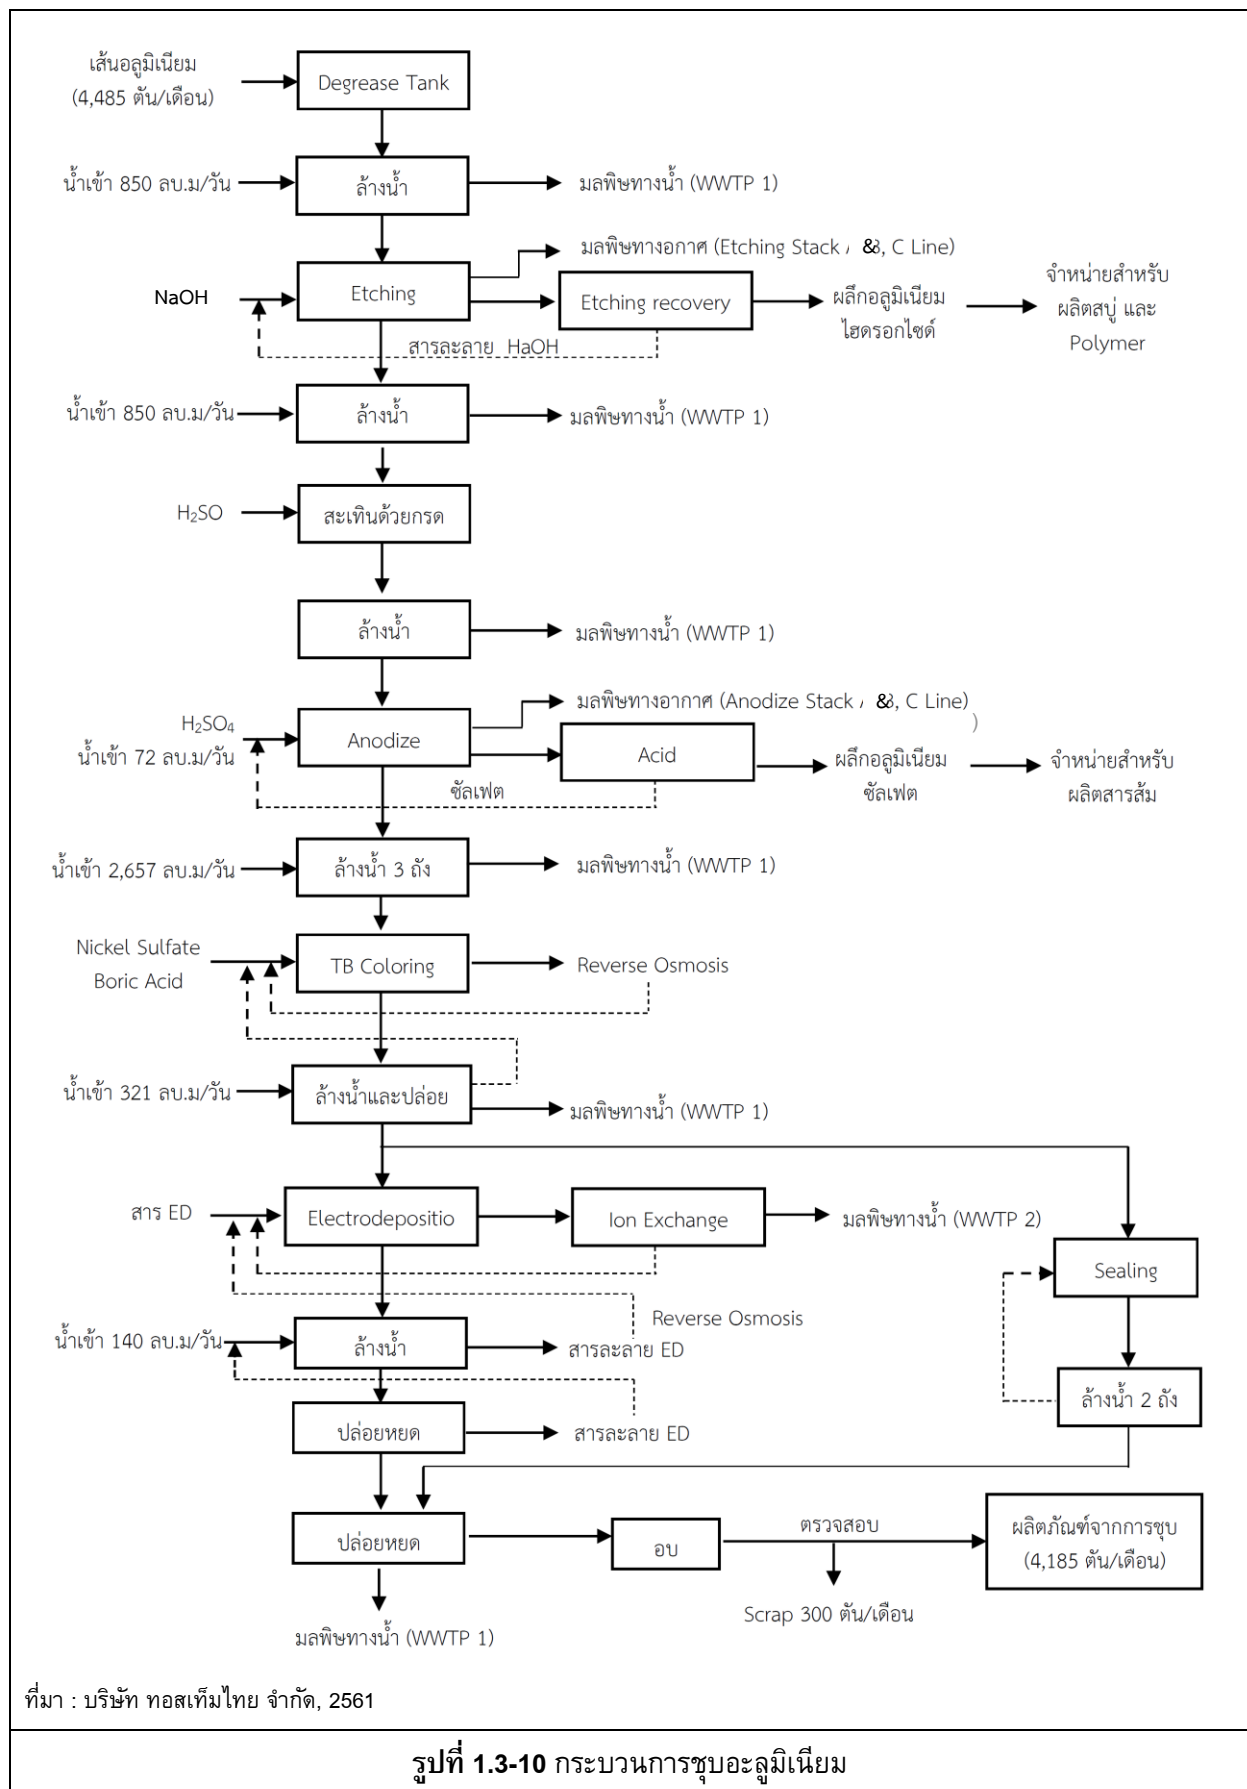 เส้นอลูมิเนียม
(4,485 ตัน/เดือน)
Degrease Tank
น้ำเข้า 850 ลบ.ม/วัน
ล้างน้ำ
มลพิษทางน้ำ (WWTP 1)
มลพิษทางอกาศ (Etching Stack / &B, C Line)
NaOH
Etching
Etching recovery
ผลึกอลูมิเนียม
ไฮดรอกไซด์
จำหน่ายสำหรับ
ผลิตสบู่ และ
Polymer
สารละลาย HaOH
น้ำเข้า 850 ลบ.ม/วัน
ล้างน้ำ
มลพิษทางน้ำ (WWTP 1)
H₂SO
สะเทินด้วยกรด
ล้างน้ำ
มลพิษทางน้ำ (WWTP 1)
มลพิษทางอากาศ (Anodize Stack / &B, C Line)
)
H₂SO₄
น้ำเข้า 72 ลบ.ม/วัน
Anodize
Acid
ผลึกอลูมิเนียม
ซัลเฟต
จำหน่ายสำหรับ
ผลิตสารส้ม
ซัลเฟต
น้ำเข้า 2,657 ลบ.ม/วัน
ล้างน้ำ 3 ถัง
มลพิษทางน้ำ (WWTP 1)
Nickel Sulfate
Boric Acid
TB Coloring
Reverse Osmosis
น้ำเข้า 321 ลบ.ม/วัน
ล้างน้ำและปล่อย
มลพิษทางน้ำ (WWTP 1)
สาร ED
Electrodepositio
Ion Exchange
มลพิษทางน้ำ (WWTP 2)
Sealing
Reverse Osmosis
น้ำเข้า 140 ลบ.ม/วัน
ล้างน้ำ
สารละลาย ED
ล้างน้ำ 2 ถัง
ปล่อยหยด
สารละลาย ED
ปล่อยหยด
อบ
ตรวจสอบ
ผลิตภัณฑ์จากการชุบ
(4,185 ตัน/เดือน)
Scrap 300 ตัน/เดือน
มลพิษทางน้ำ (WWTP 1)
ที่มา : บริษัท ทอสเท็มไทย จำกัด, 2561
รูปที่ 1.3-10 กระบวนการชุบอะลูมิเนียม